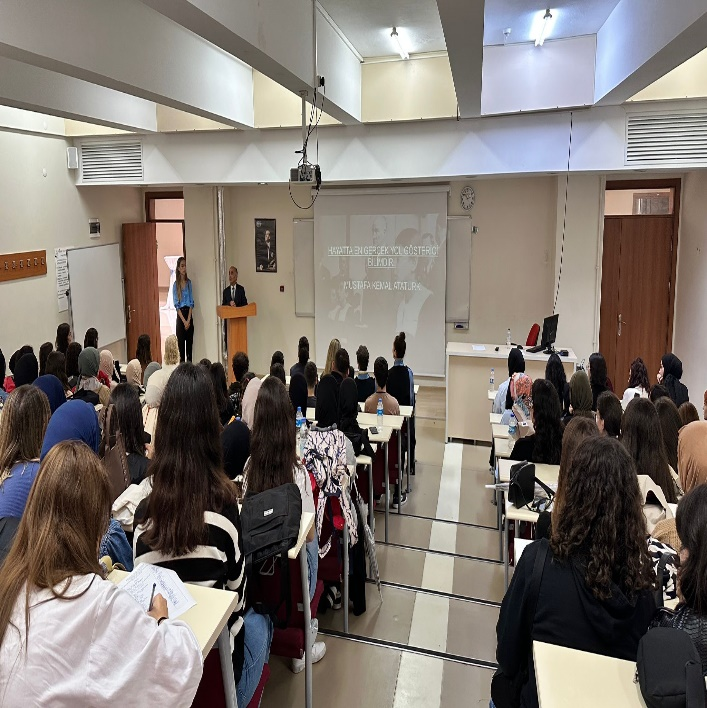 HAYATTA EN GERÇEK YOL GÖSTERİCİ
BİLİMDİR.
MUSTAFA KEMAL ATATÜRK